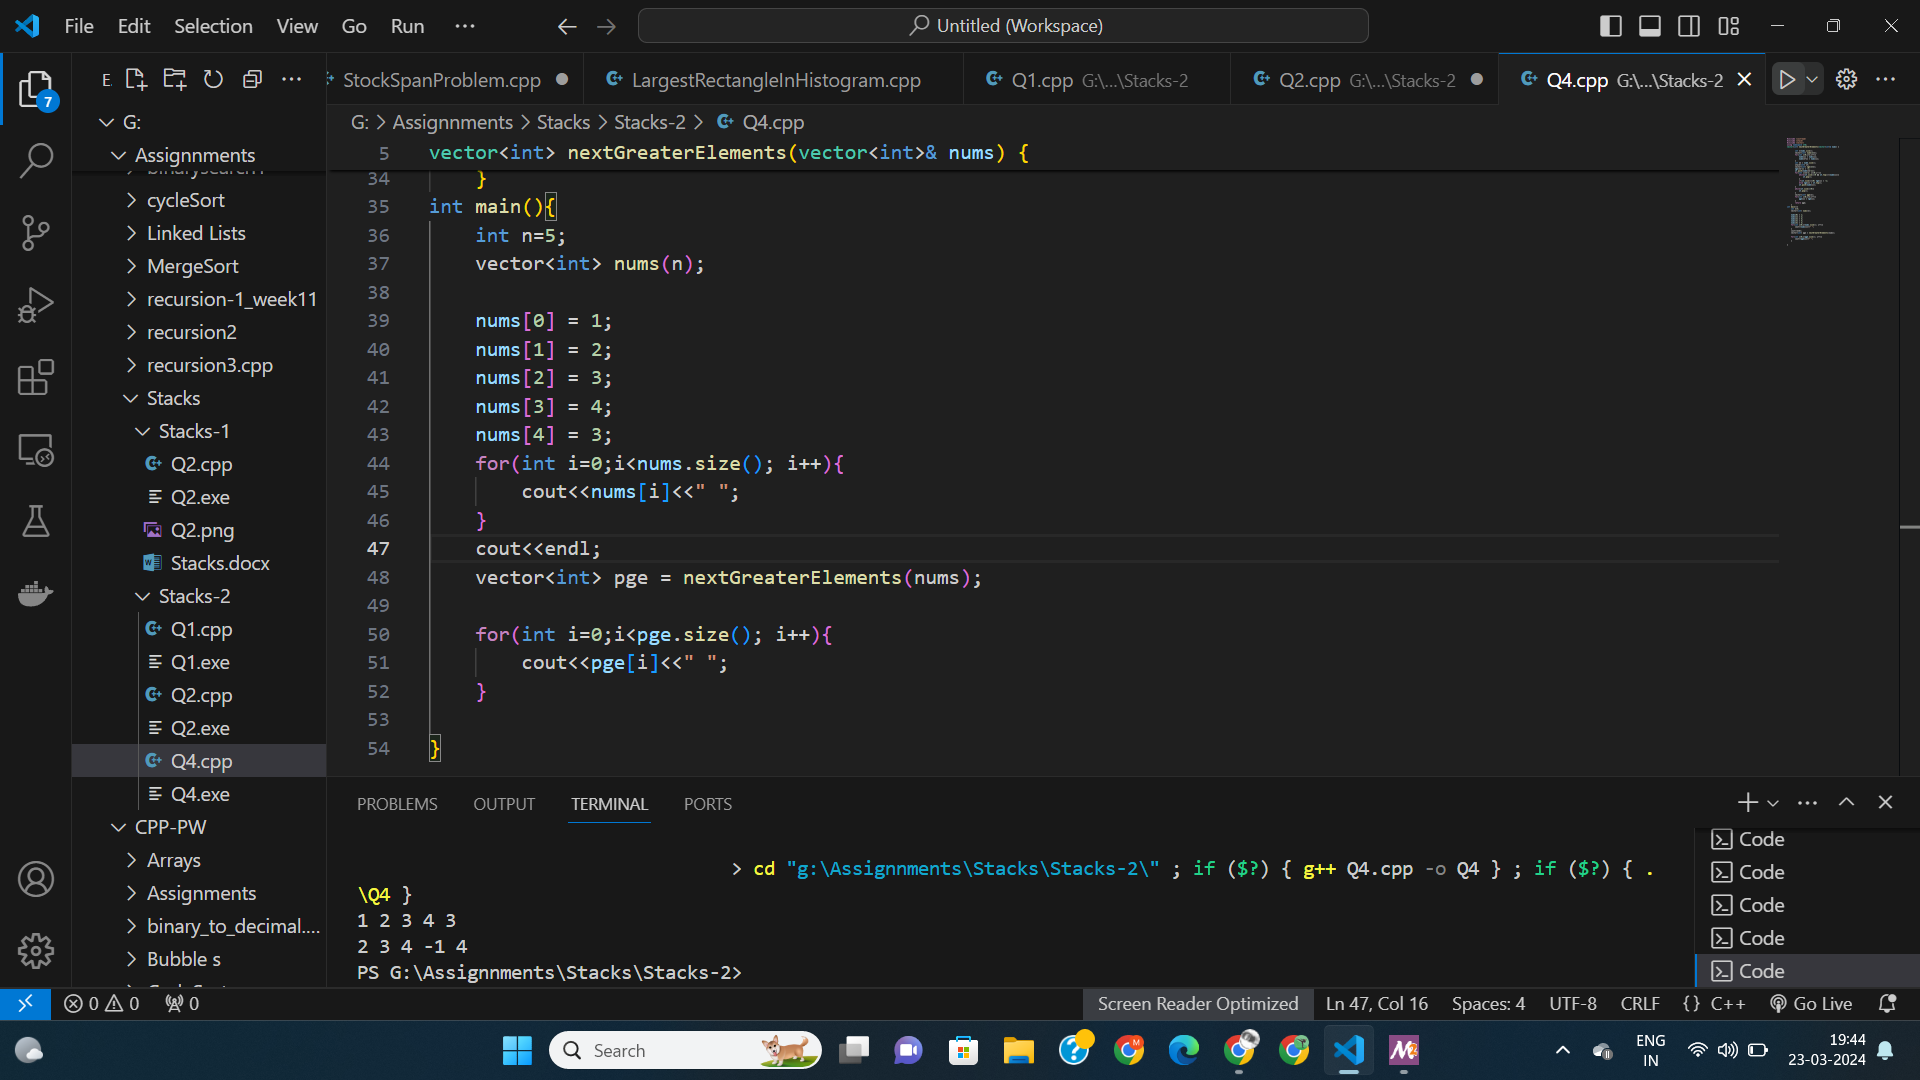 File Edit Selection View Go Run ···
Untitled (Workspace)
7
E
StockSpanProblem.cpp
LargestRectangleInHistogram.cpp
Q1.cpp G:\...\Stacks-2
Q2.cpp G:\...\Stacks-2
Q4.cpp G:\...\Stacks-2
G: > Assignnments > Stacks > Stacks-2 > Q4.cpp
G:
Assignnments
cycleSort
Linked Lists
MergeSort
recursion-1_week11
recursion2
recursion3.cpp
Stacks
Stacks-1
Q2.cpp
Q2.exe
Q2.png
Stacks.docx
Stacks-2
Q1.cpp
Q1.exe
Q2.cpp
Q2.exe
Q4.cpp
Q4.exe
CPP-PW
Arrays
Assignments
binary_to_decimal....
Bubble s
5 vector<int> nextGreaterElements(vector<int>& nums) {
34 }
35 int main(){
36 int n=5;
37 vector<int> nums(n);
38
39 nums[0] = 1;
40 nums[1] = 2;
41 nums[2] = 3;
42 nums[3] = 4;
43 nums[4] = 3;
44 for(int i=0;i<nums.size(); i++){
45 cout<<nums[i]<<" ";
46 }
47 cout<<endl;
48 vector<int> pge = nextGreaterElements(nums);
49
50 for(int i=0;i<pge.size(); i++){
51 cout<<pge[i]<<" ";
52 }
53
54 }
PROBLEMS OUTPUT TERMINAL PORTS
> cd "g:\Assignnments\Stacks\Stacks-2\" ; if ($?) { g++ Q4.cpp -o Q4 } ; if ($?) { .
\Q4 }
1 2 3 4 3
2 3 4 -1 4
PS G:\Assignnments\Stacks\Stacks-2>
Code
Code
Code
Code
Code
0 0 0
Screen Reader Optimized Ln 47, Col 16 Spaces: 4 UTF-8 CRLF {} C++ Go Live
Search
ENG
IN
19:44
23-03-2024